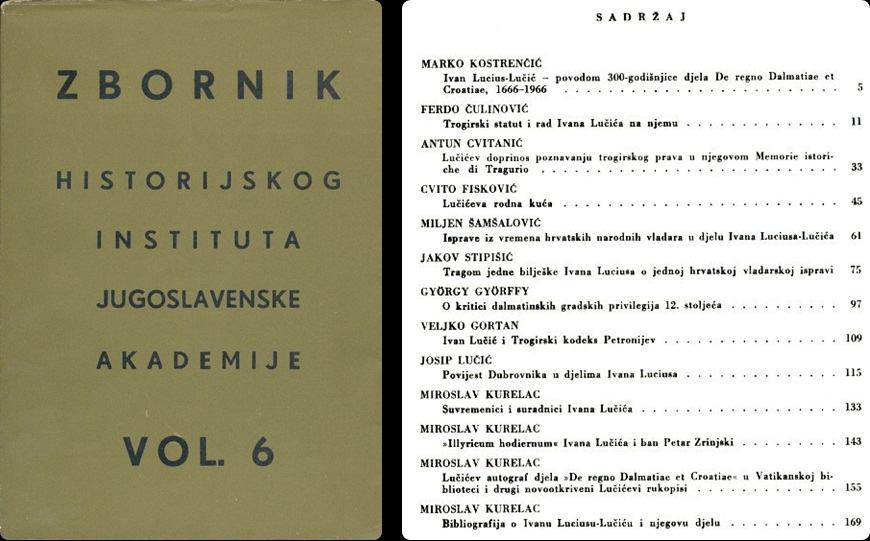 ZBORNIK
HISTORIJSKOG
INSTITUTA
JUGOSLAVENSKE
AKADEMIJE
VOL. 6
SADRŽAJ
MARKO KOSTRENČIĆ
Ivan Lucius-Lučić – povodom 300-godišnjice djela De regno Dalmatiae et
Croatiae, 1666–1966 . . . . . . . . . . . . . . . . . . . . . . . . . 5
FERDO ČULINOVIĆ
Trogirski statut i rad Ivana Lučića na njemu . . . . . . . . . . . . . 11
ANTUN CVITANIĆ
Lučićev doprinos poznavanju trogirskog prava u njegovom Memorie istori-
che di Tragurio . . . . . . . . . . . . . . . . . . . . . . . . . . . 33
CVITO FISKOVIĆ
Lučićeva rodna kuća . . . . . . . . . . . . . . . . . . . . . . . . . 45
MILJEN ŠAMŠALOVIĆ
Isprave iz vremena hrvatskih narodnih vladara u djelu Ivana Luciusa-Lučića 61
JAKOV STIPIŠIĆ
Tragom jedne bilješke Ivana Luciusa o jednoj hrvatskoj vladarskoj ispravi 75
GYÖRGY GYÖRFFY
O kritici dalmatinskih gradskih privilegija 12. stoljeća . . . . . . . . 97
VELJKO GORTAN
Ivan Lučić i Trogirski kodeks Petronijev . . . . . . . . . . . . . . . 109
JOSIP LUČIĆ
Povijest Dubrovnika u djelima Ivana Luciusa . . . . . . . . . . . . . 115
MIROSLAV KURELAC
Suvremenici i suradnici Ivana Lučića . . . . . . . . . . . . . . . . . 133
MIROSLAV KURELAC
»Illyricum hodiernum« Ivana Lučića i ban Petar Zrinjski . . . . . . . . 143
MIROSLAV KURELAC
Lučićev autograf djela »De regno Dalmatiae et Croatiae« u Vatikanskoj bi-
blioteci i drugi novootkriveni Lučićevi rukopisi . . . . . . . . . . . . 155
MIROSLAV KURELAC
Bibliografija o Ivanu Luciusu-Lučiću i njegovu djelu . . . . . . . . . 169